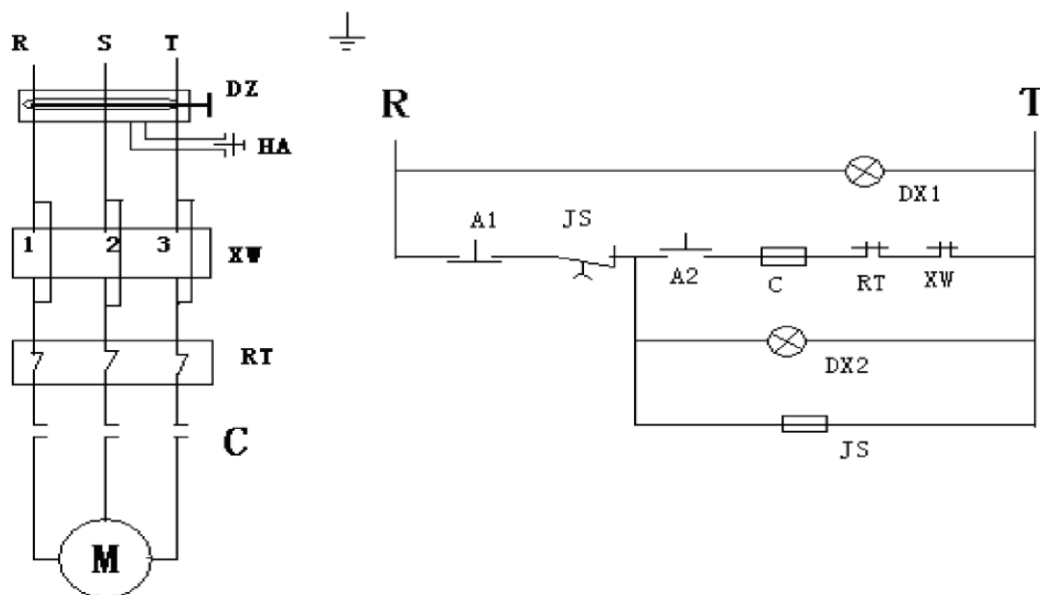 R S T
DZ
HA
1 2 3
XW
RT
C
M
R T
DX1
A1 JS
A2 C RT XW
DX2
JS